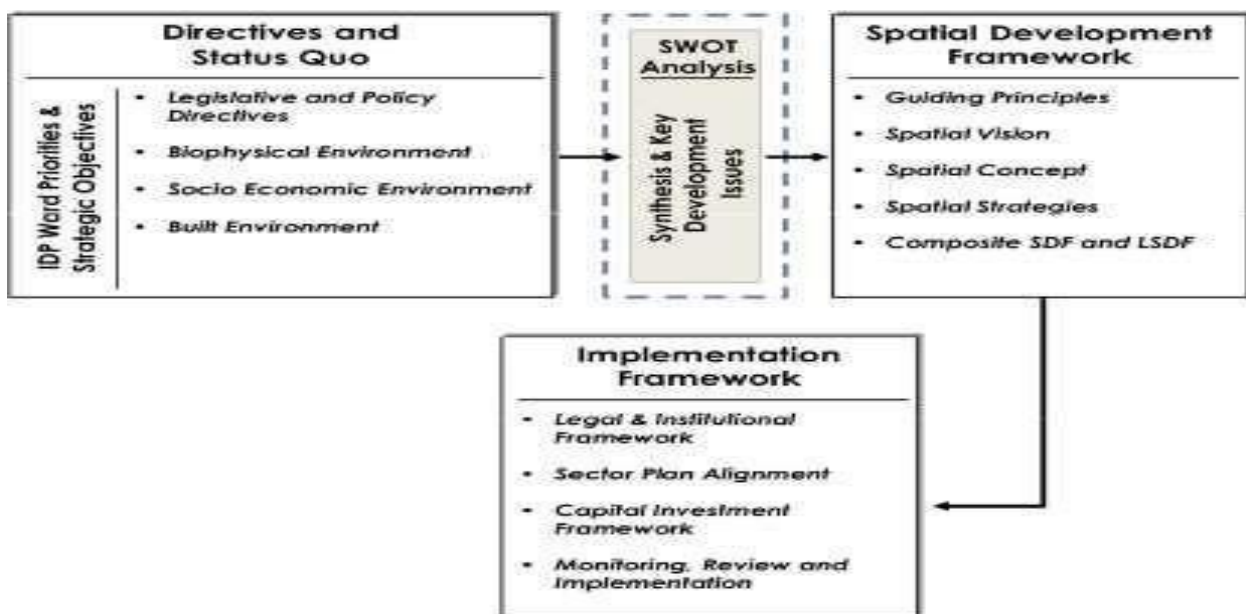 Directives and
Status Quo
IDP Ward Priorities &
Strategic Objectives
• Legislative and Policy
Directives
• Biophysical Environment
• Socio Economic Environment
• Built Environment
SWOT
Analysis
Synthesis & Key
Development
Issues
Spatial Development
Framework
• Guiding Principles
• Spatial Vision
• Spatial Concept
• Spatial Strategies
• Composite SDF and LSDF
Implementation
Framework
• Legal & Institutional
Framework
• Sector Plan Alignment
• Capital Investment
Framework
• Monitoring, Review and
Implementation